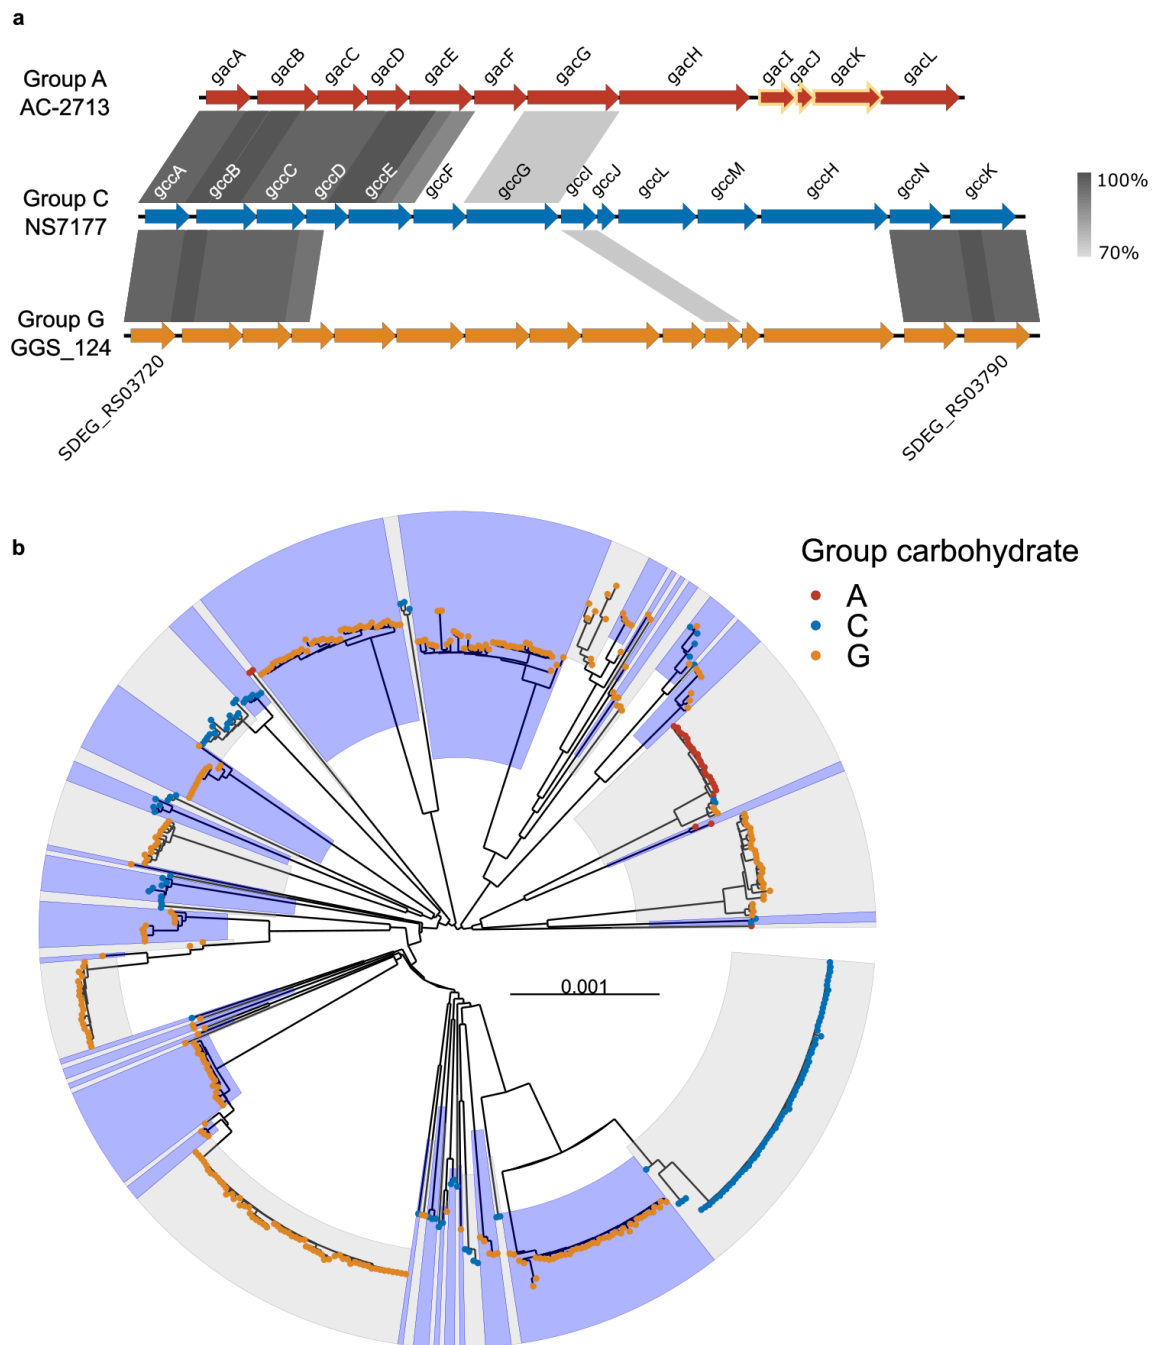 a
gacA gacB gacC gacD gacE gacF gacG gacH gacI gacJ gacK gacL
Group A
AC-2713
gccA gccB gccC gccD gccE gccF gccG gccI gccJ gccL gccM gccH gccN gccK
Group C
NS7177
100%
70%
Group G
GGS_124
SDEG_RS03720
SDEG_RS03790
b
Group carbohydrate
A
C
G
0.001